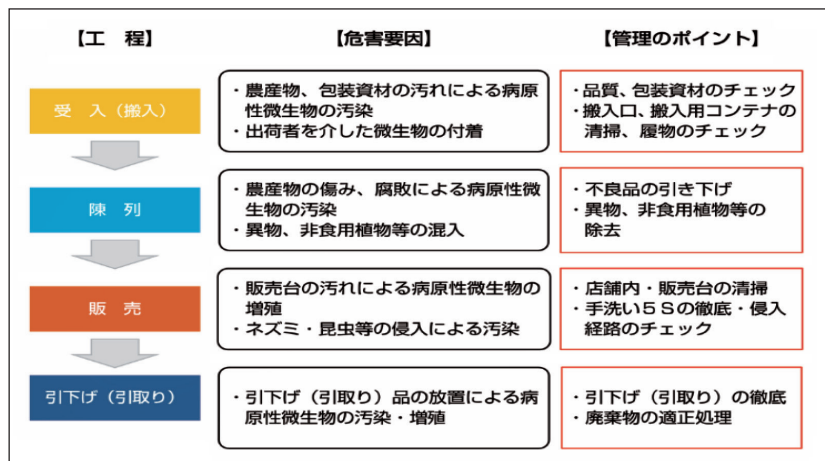 【工　程】
【危害要因】
【管理のポイント】
受　入（搬入）
・農産物、包装資材の汚れによる病原
性微生物の汚染
・出荷者を介した微生物の付着
・品質、包装資材のチェック
・搬入口、搬入用コンテナの
清掃、履物のチェック
陳　列
・農産物の傷み、腐敗による病原性微
生物の汚染
・異物、非食用植物等の混入
・不良品の引き下げ
・異物、非食用植物等の
除去
販　売
・販売台の汚れによる病原性微生物の
増殖
・ネズミ・昆虫等の侵入による汚染
・店舗内・販売台の清掃
・手洗い５Ｓの徹底・侵入
経路のチェック
引下げ（引取り）
・引下げ（引取り）品の放置による病
原性微生物の汚染・増殖
・引下げ（引取り）の徹底
・廃棄物の適正処理